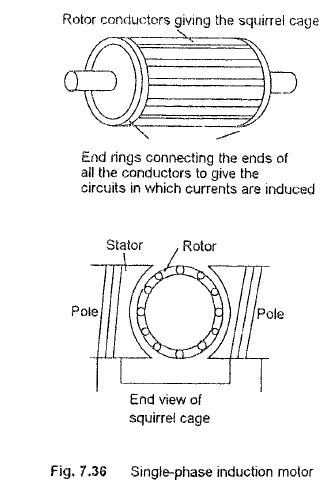 Rotor conductors giving the squirrel cage
End rings connecting the ends of
all the conductors to give the
circuits in which currents are induced
Stator
Rotor
Pole
Pole
End view of
squirrel cage
Fig. 7.36 Single-phase induction motor